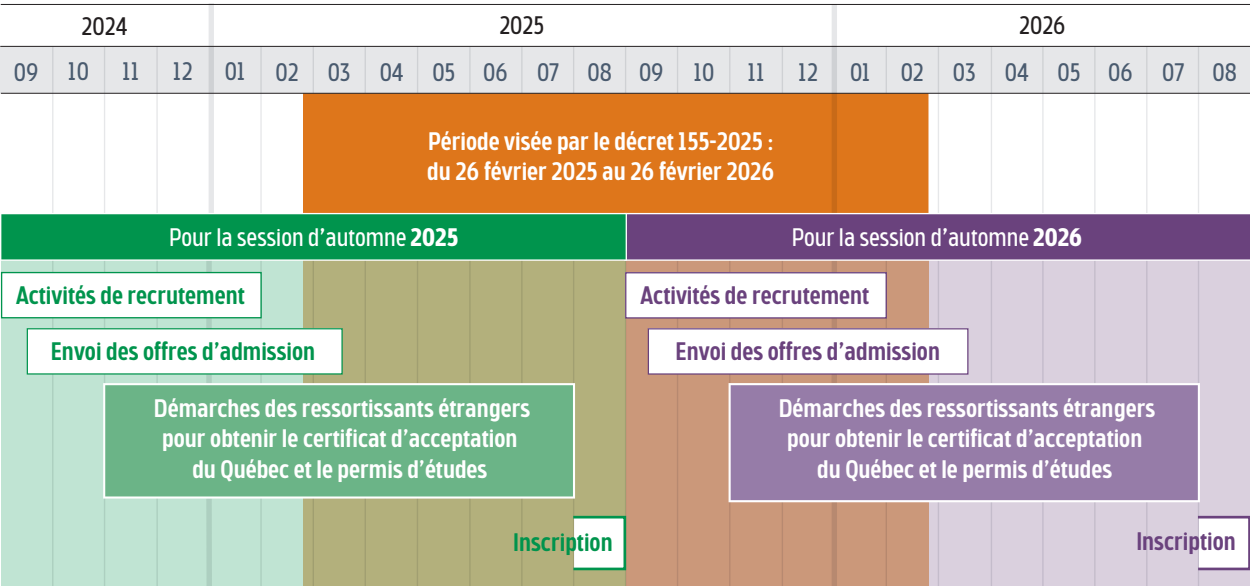 2024 2025 2026
09 10 11 12 01 02 03 04 05 06 07 08 09 10 11 12 01 02 03 04 05 06 07 08
Période visée par le décret 155-2025 :
du 26 février 2025 au 26 février 2026
Pour la session d’automne 2025
Pour la session d’automne 2026
Activités de recrutement
Activités de recrutement
Envoi des offres d’admission
Envoi des offres d’admission
Démarches des ressortissants étrangers
pour obtenir le certificat d’acceptation
du Québec et le permis d’études
Démarches des ressortissants étrangers
pour obtenir le certificat d’acceptation
du Québec et le permis d’études
Inscription
Inscription